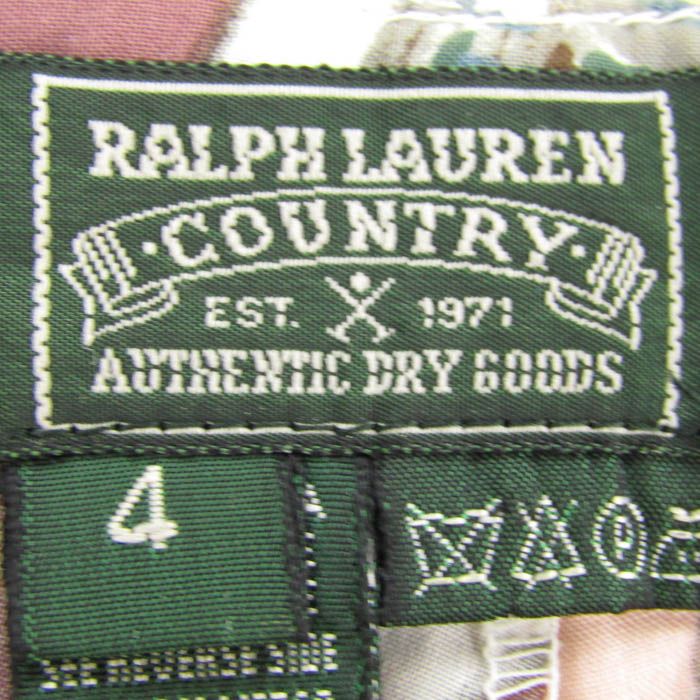 RALPH LAUREN
·COUNTRY·
EST. 1971
AUTHENTIC DRY GOODS
4
P
SEE REVERSE SIDE